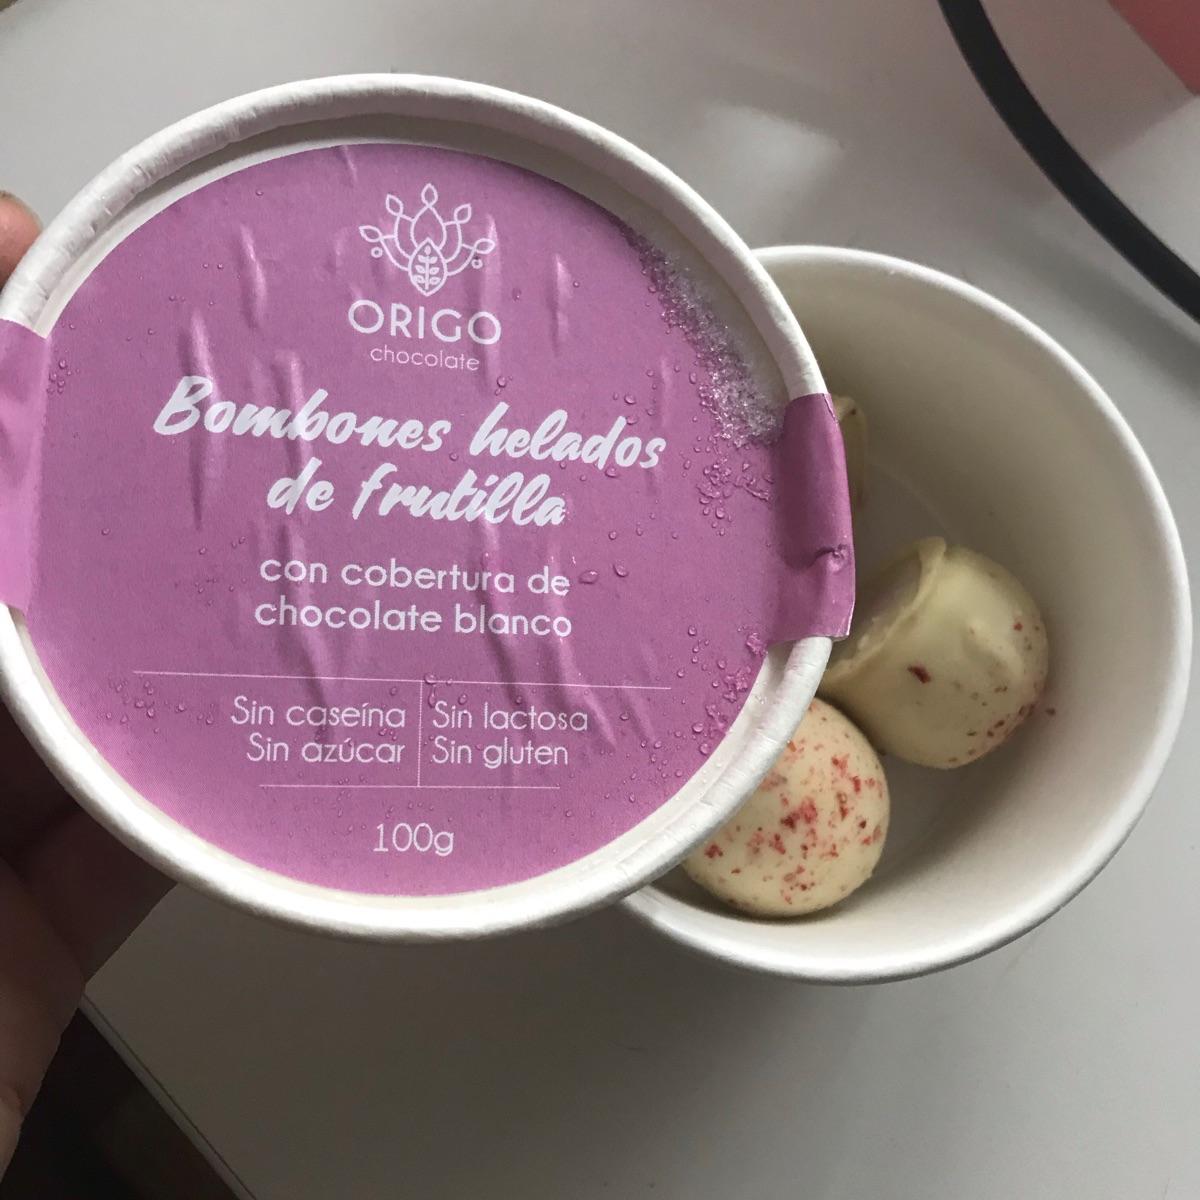 ORIGO
chocolate
Bombones helados
de frutilla
con cobertura de
chocolate blanco
Sin caseína
Sin azúcar
Sin lactosa
Sin gluten
100g